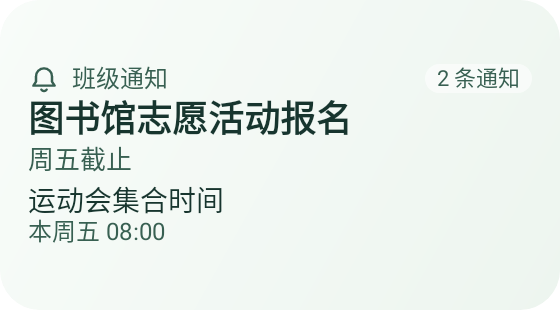 班级通知
2 条通知
图书馆志愿活动报名
周五截止
运动会集合时间
本周五 08:00